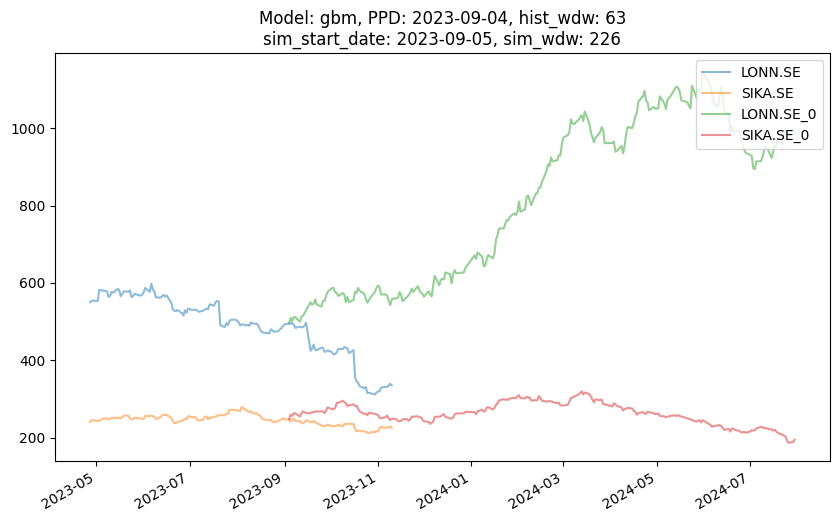 Model: gbm, PPD: 2023-09-04, hist_wdw: 63
sim_start_date: 2023-09-05, sim_wdw: 226
LONN.SE
SIKA.SE
LONN.SE_0
SIKA.SE_0
1000
800
600
400
200
2023-05
2023-07
2023-09
2023-11
2024-01
2024-03
2024-05
2024-07